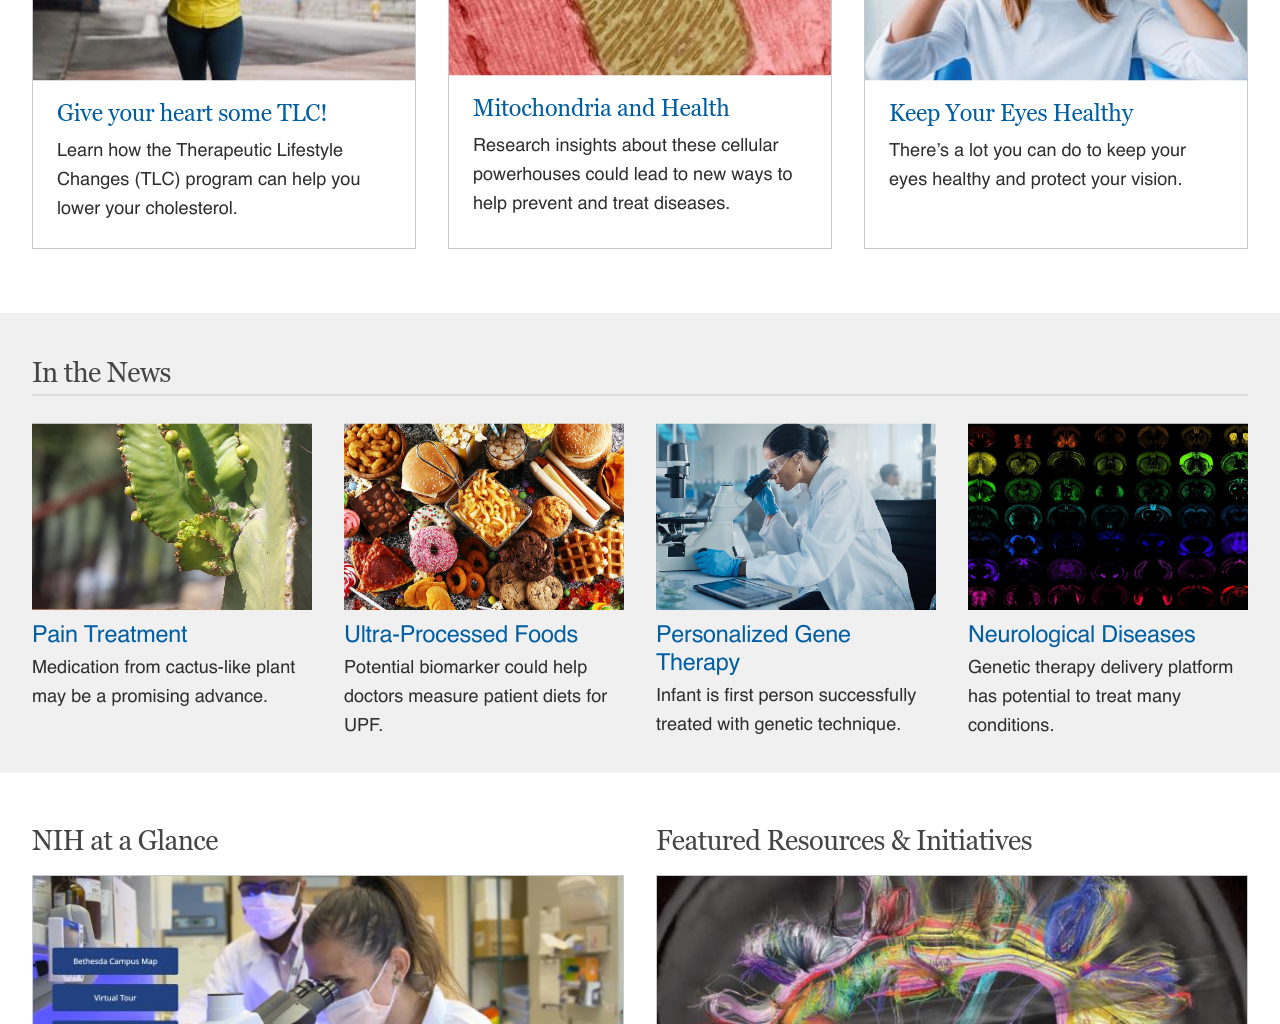 Give your heart some TLC!
Learn how the Therapeutic Lifestyle
Changes (TLC) program can help you
lower your cholesterol.
Mitochondria and Health
Research insights about these cellular
powerhouses could lead to new ways to
help prevent and treat diseases.
Keep Your Eyes Healthy
There’s a lot you can do to keep your
eyes healthy and protect your vision.
In the News
Pain Treatment
Medication from cactus-like plant
may be a promising advance.
Ultra-Processed Foods
Potential biomarker could help
doctors measure patient diets for
UPF.
Personalized Gene
Therapy
Infant is first person successfully
treated with genetic technique.
Neurological Diseases
Genetic therapy delivery platform
has potential to treat many
conditions.
NIH at a Glance
Bethesda Campus Map
Virtual Tour
Featured Resources & Initiatives